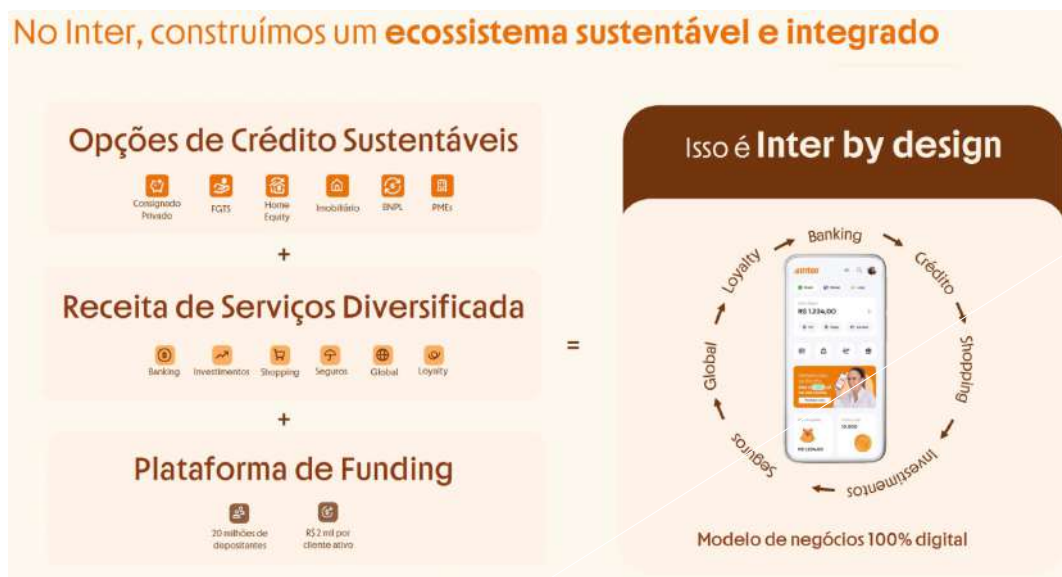 No Inter, construímos um ecossistema sustentável e integrado
Opções de Crédito Sustentáveis
Consignado
Privado
FGTS
Home
Equity
Imobiliário
BNPL
PMEs
+
Receita de Serviços Diversificada
Banking
Investimentos
Shopping
Seguros
Global
Loyalty
+
Plataforma de Funding
20 milhões de
depositantes
R$ 2 mil por
cliente ativo
=
Isso é Inter by design
Banking
Crédito
Shopping
Investimentos
Seguros
Global
Loyalty
inter
R$ 1.234,00
Modelo de negócios 100% digital